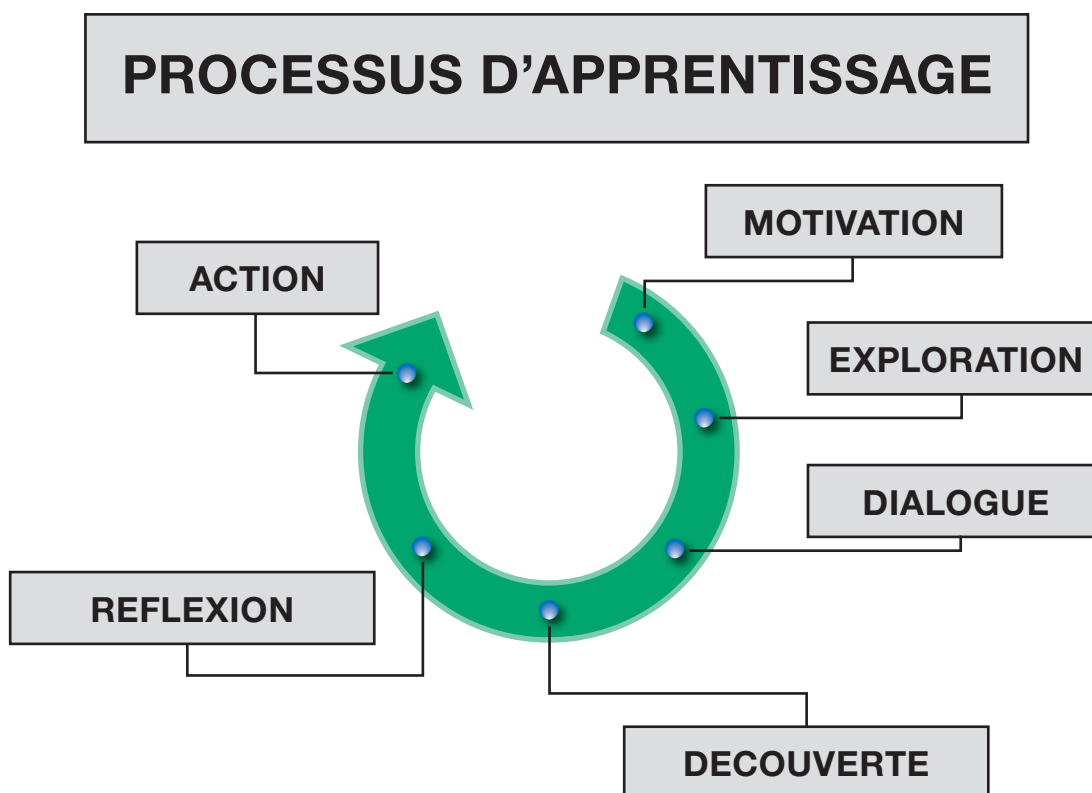 PROCESSUS D'APPRENTISSAGE
MOTIVATION
ACTION
EXPLORATION
DIALOGUE
REFLEXION
DECOUVERTE